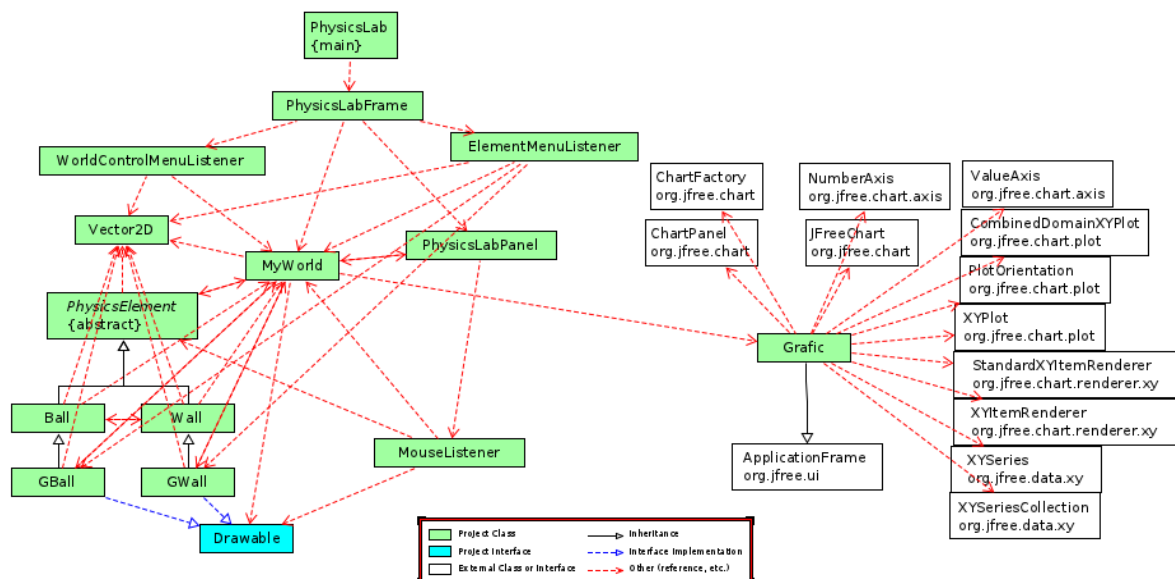 PhysicsLab
{main}
PhysicsLabFrame
WorldControlMenuListener
ElementMenuListener
Vector2D
PhysicsLabPanel
MyWorld
PhysicsElement
{abstract}
Ball
Wall
GBall
GWall
MouseListener
Drawable
ChartFactory
org.jfree.chart
NumberAxis
org.jfree.chart.axis
ValueAxis
org.jfree.chart.axis
ChartPanel
org.jfree.chart
JFreeChart
org.jfree.chart
CombinedDomainXYPlot
org.jfree.chart.plot
PlotOrientation
org.jfree.chart.plot
XYPlot
org.jfree.chart.plot
Grafic
StandardXYItemRenderer
org.jfree.chart.renderer.xy
XYItemRenderer
org.jfree.chart.renderer.xy
ApplicationFrame
org.jfree.ui
XYSeries
org.jfree.data.xy
XYSeriesCollection
org.jfree.data.xy
Project Class
Inheritance
Project Interface
Interface Implementation
External Class or Interface
Other (reference, etc.)